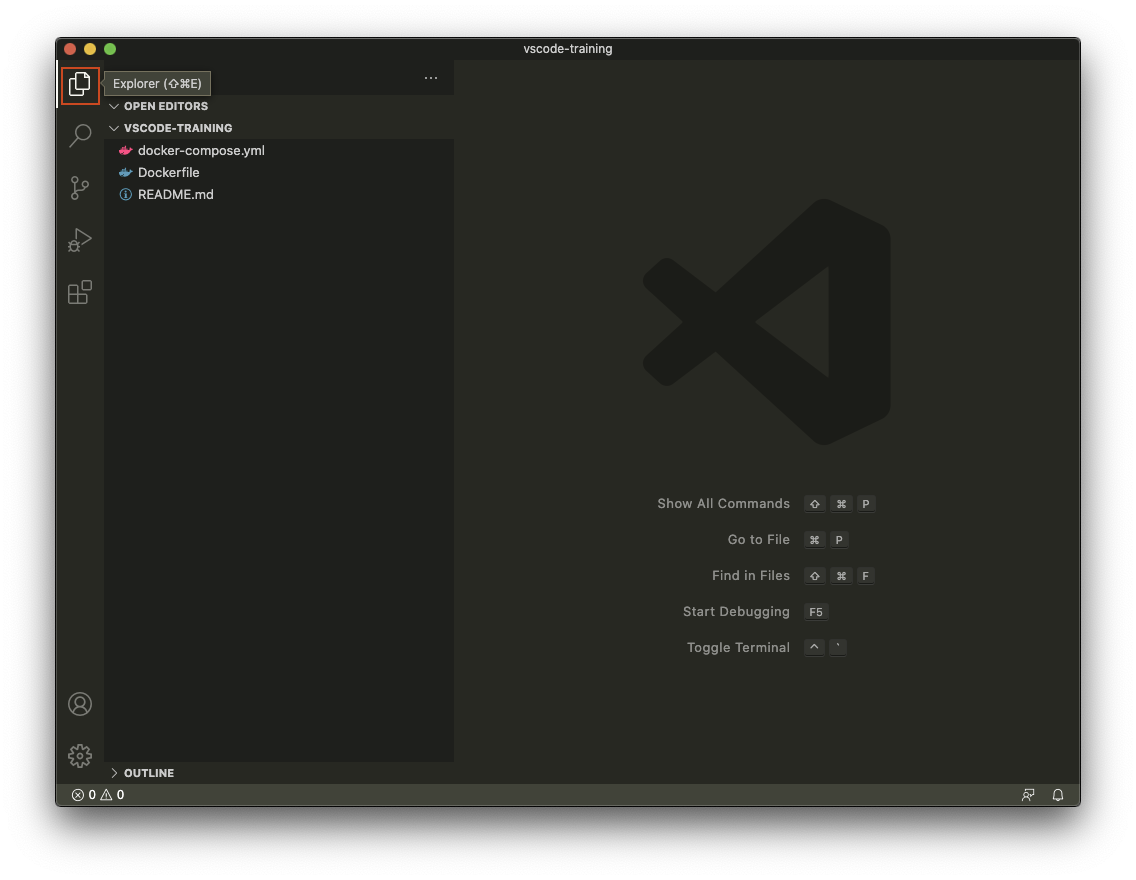 vscode-training
Explorer (⇧⌘E)
OPEN EDITORS
VSCODE-TRAINING
docker-compose.yml
Dockerfile
README.md
Show All Commands ⇧ ⌘ P
Go to File ⌘ P
Find in Files ⇧ ⌘ F
Start Debugging F5
Toggle Terminal ^ `
OUTLINE
0 0